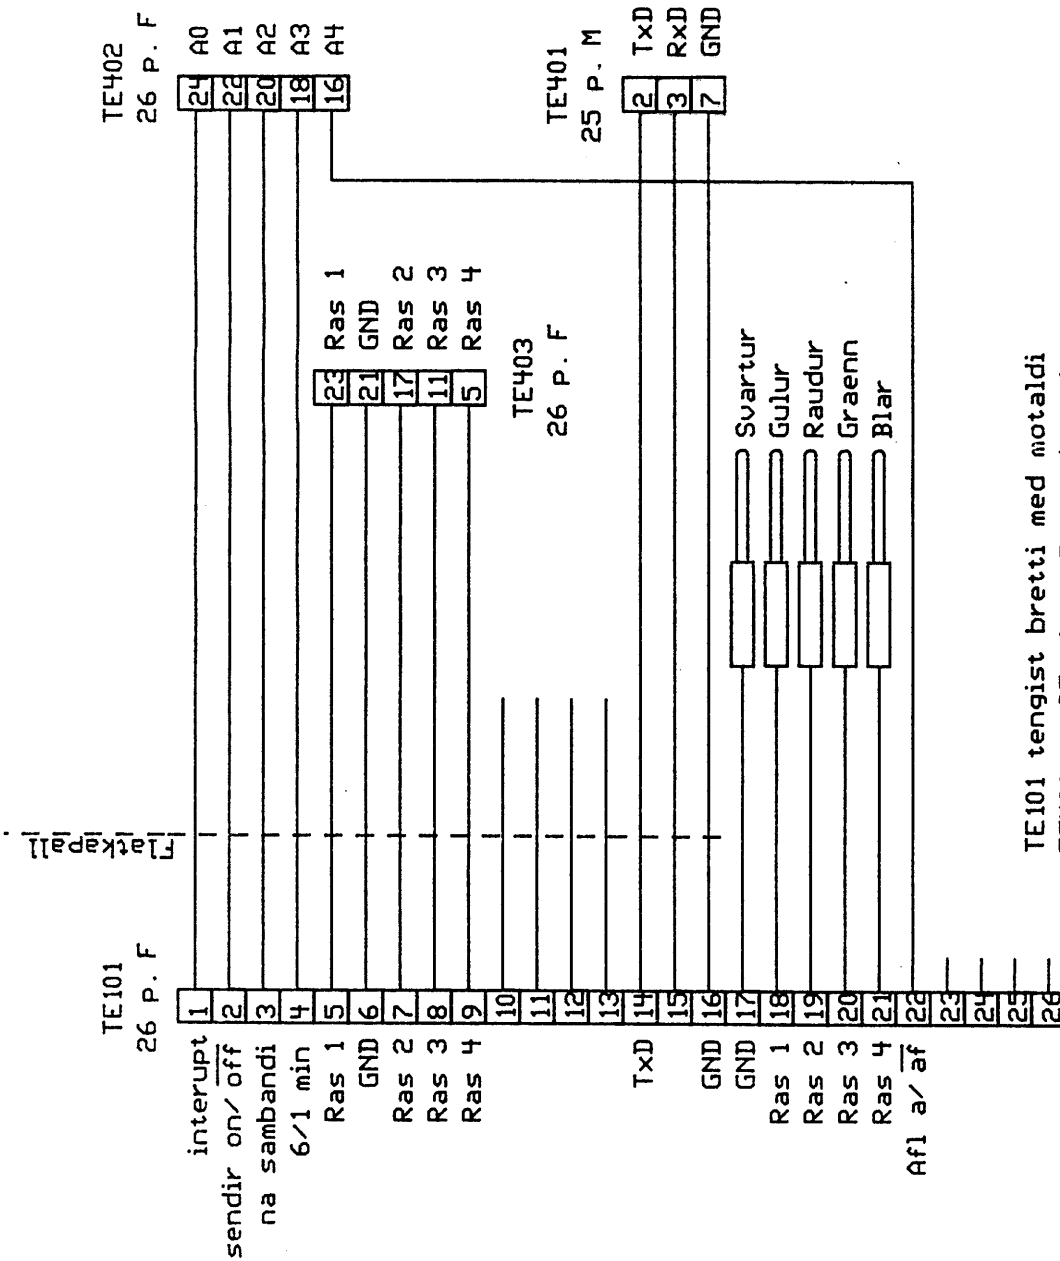 TE101
26 p. F
interupt 1
sendir on/ off 2
na sambandi 3
6/1 min 4
Ras 1 5
GND 6
Ras 2 7
Ras 3 8
Ras 4 9
10
11
12
13
TxD 14
15
GND 16
GND 17
Ras 1 18
Ras 2 19
Ras 3 20
Ras 4 21
Afl a/ af 22
23
24
25
26
Flatkapall
TE402
26 p. F
24 A0
22 A1
20 A2
18 A3
16 A4
23 Ras 1
21 GND
17 Ras 2
11 Ras 3
5 Ras 4
TE403
26 p. F
TE401
25 p. M
2 TxD
3 RxD
7 GND
Svartur
Gulur
Raudur
Graenn
Blar
TE101 tengist bretti med motaldi